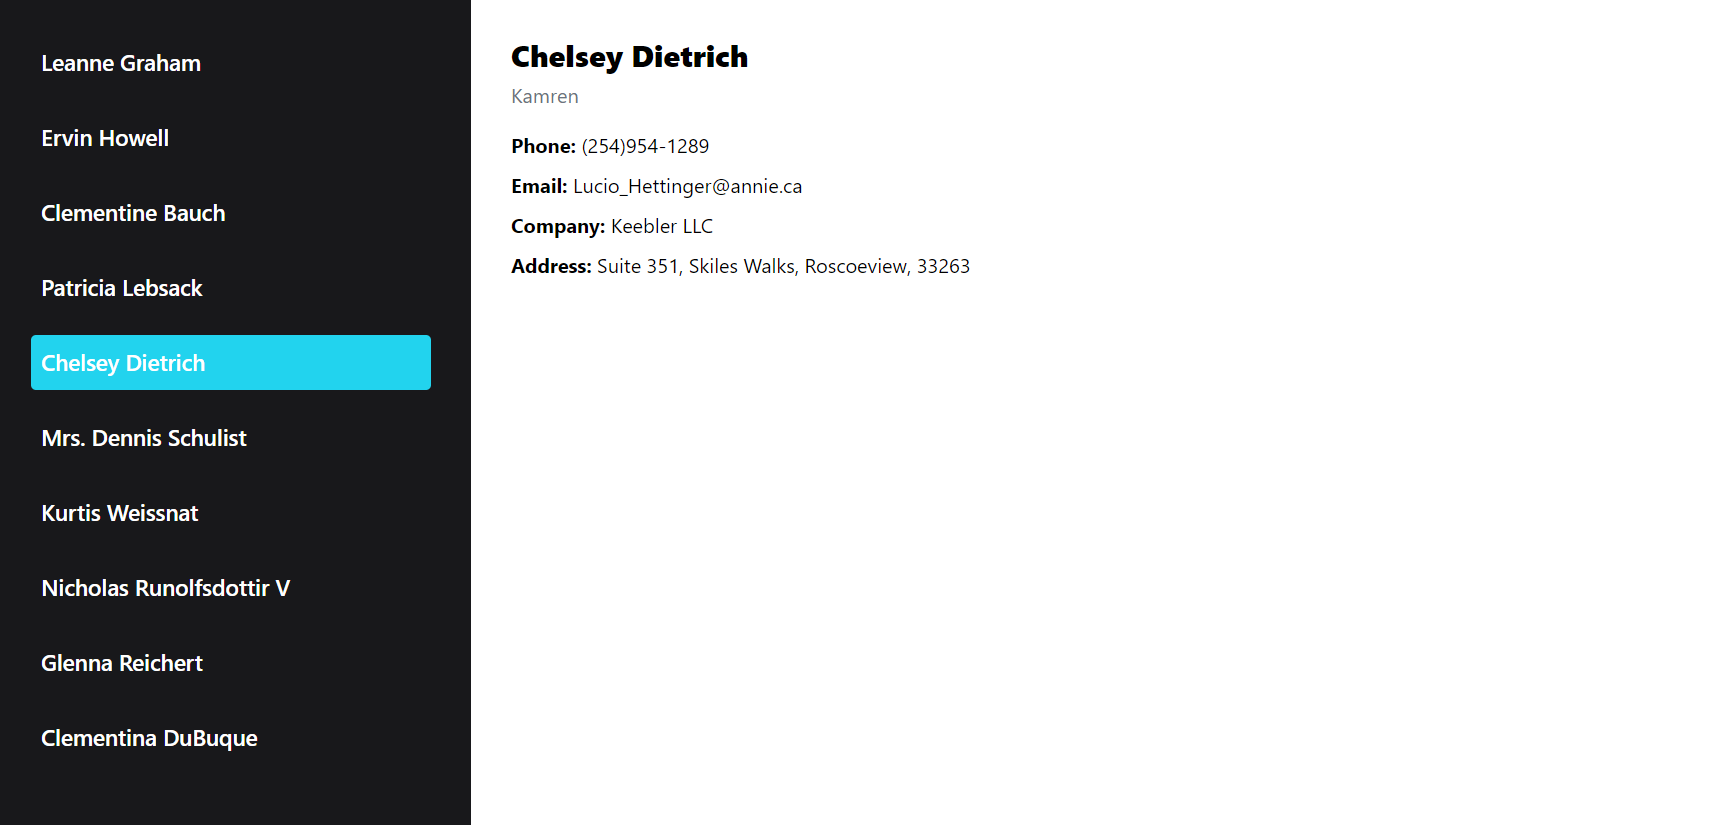 Leanne Graham
Ervin Howell
Clementine Bauch
Patricia Lebsack
Chelsey Dietrich
Mrs. Dennis Schulist
Kurtis Weissnat
Nicholas Runolfsdottir V
Glenna Reichert
Clementina DuBuque
Chelsey Dietrich
Kamren
Phone: (254)954-1289
Email: Lucio_Hettinger@annie.ca
Company: Keebler LLC
Address: Suite 351, Skiles Walks, Roscoeview, 33263